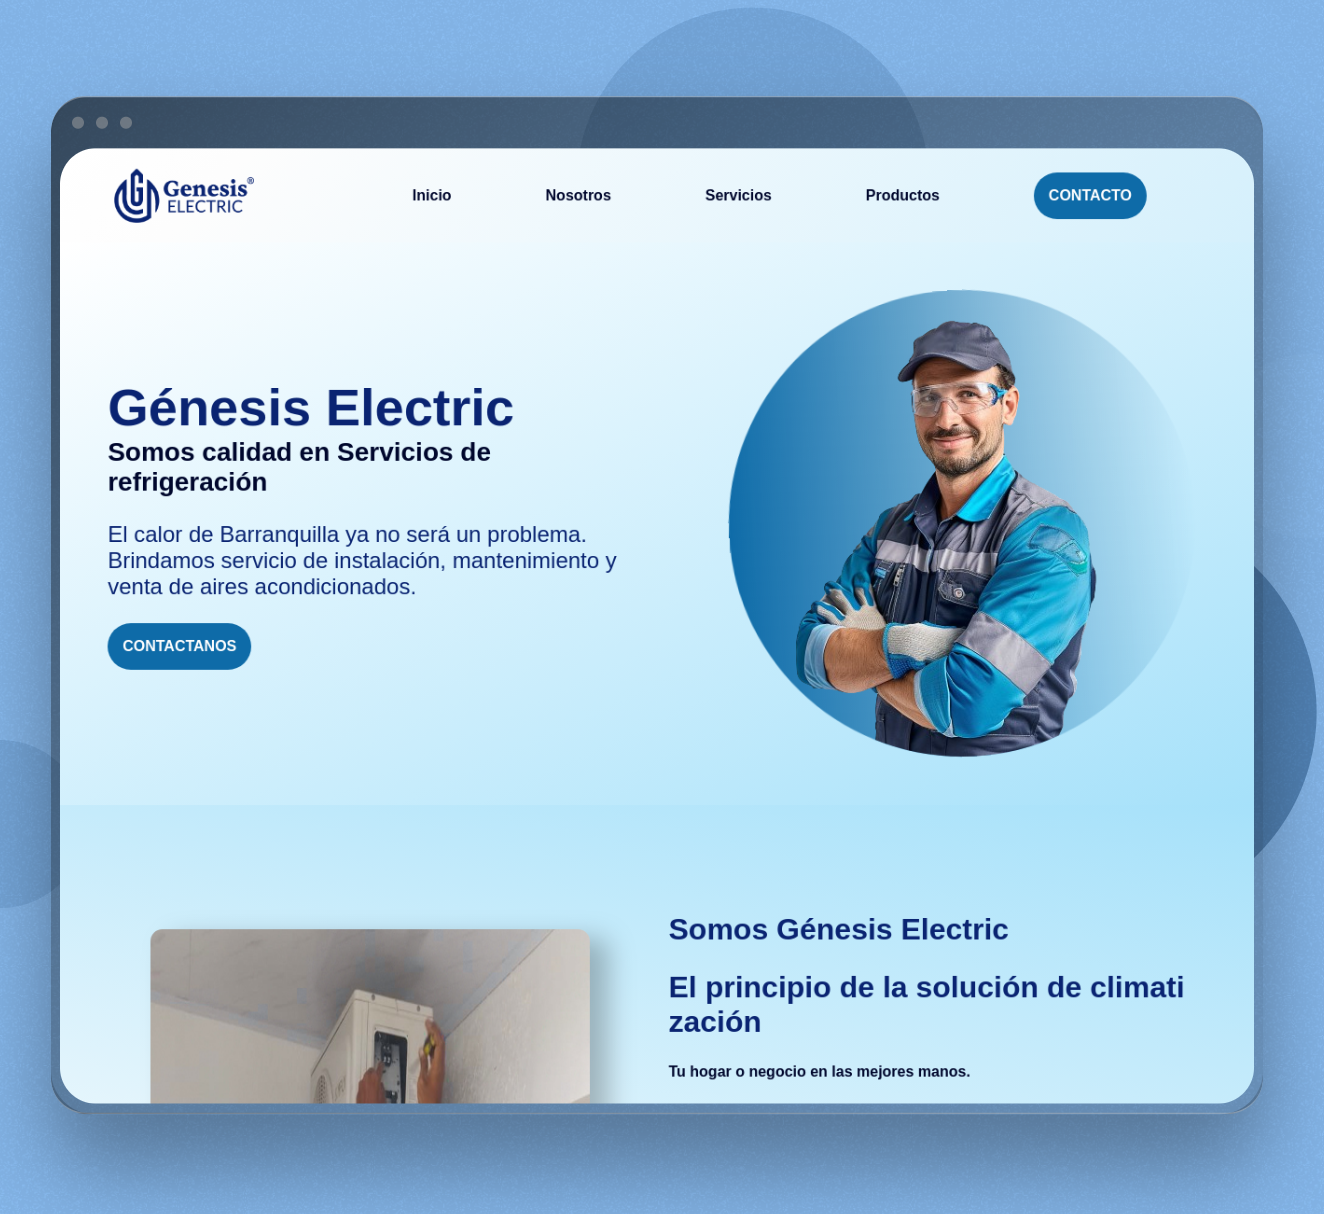 Genesis®
ELECTRIC
Inicio
Nosotros
Servicios
Productos
CONTACTO
Génesis Electric
Somos calidad en Servicios de
refrigeración
El calor de Barranquilla ya no será un problema.
Brindamos servicio de instalación, mantenimiento y
venta de aires acondicionados.
CONTACTANOS
Somos Génesis Electric
El principio de la solución de climati
zación
Tu hogar o negocio en las mejores manos.